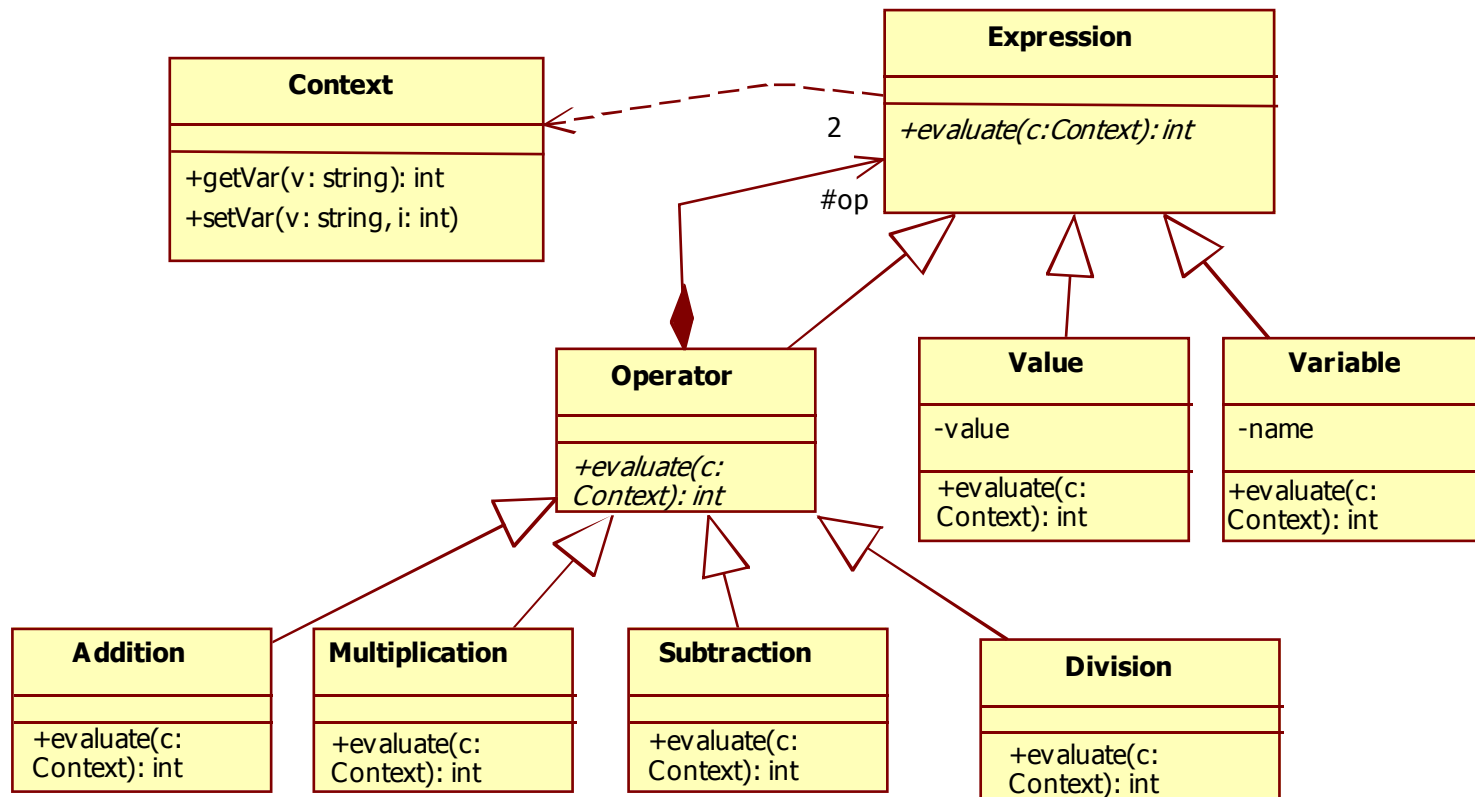 Expression
+evaluate(c:Context): int
Context
+getVar(v: string): int
+setVar(v: string, i: int)
2
#op
Operator
+evaluate(c:
Context): int
Value
-value
+evaluate(c:
Context): int
Variable
-name
+evaluate(c:
Context): int
Addition
+evaluate(c:
Context): int
Multiplication
+evaluate(c:
Context): int
Subtraction
+evaluate(c:
Context): int
Division
+evaluate(c:
Context): int